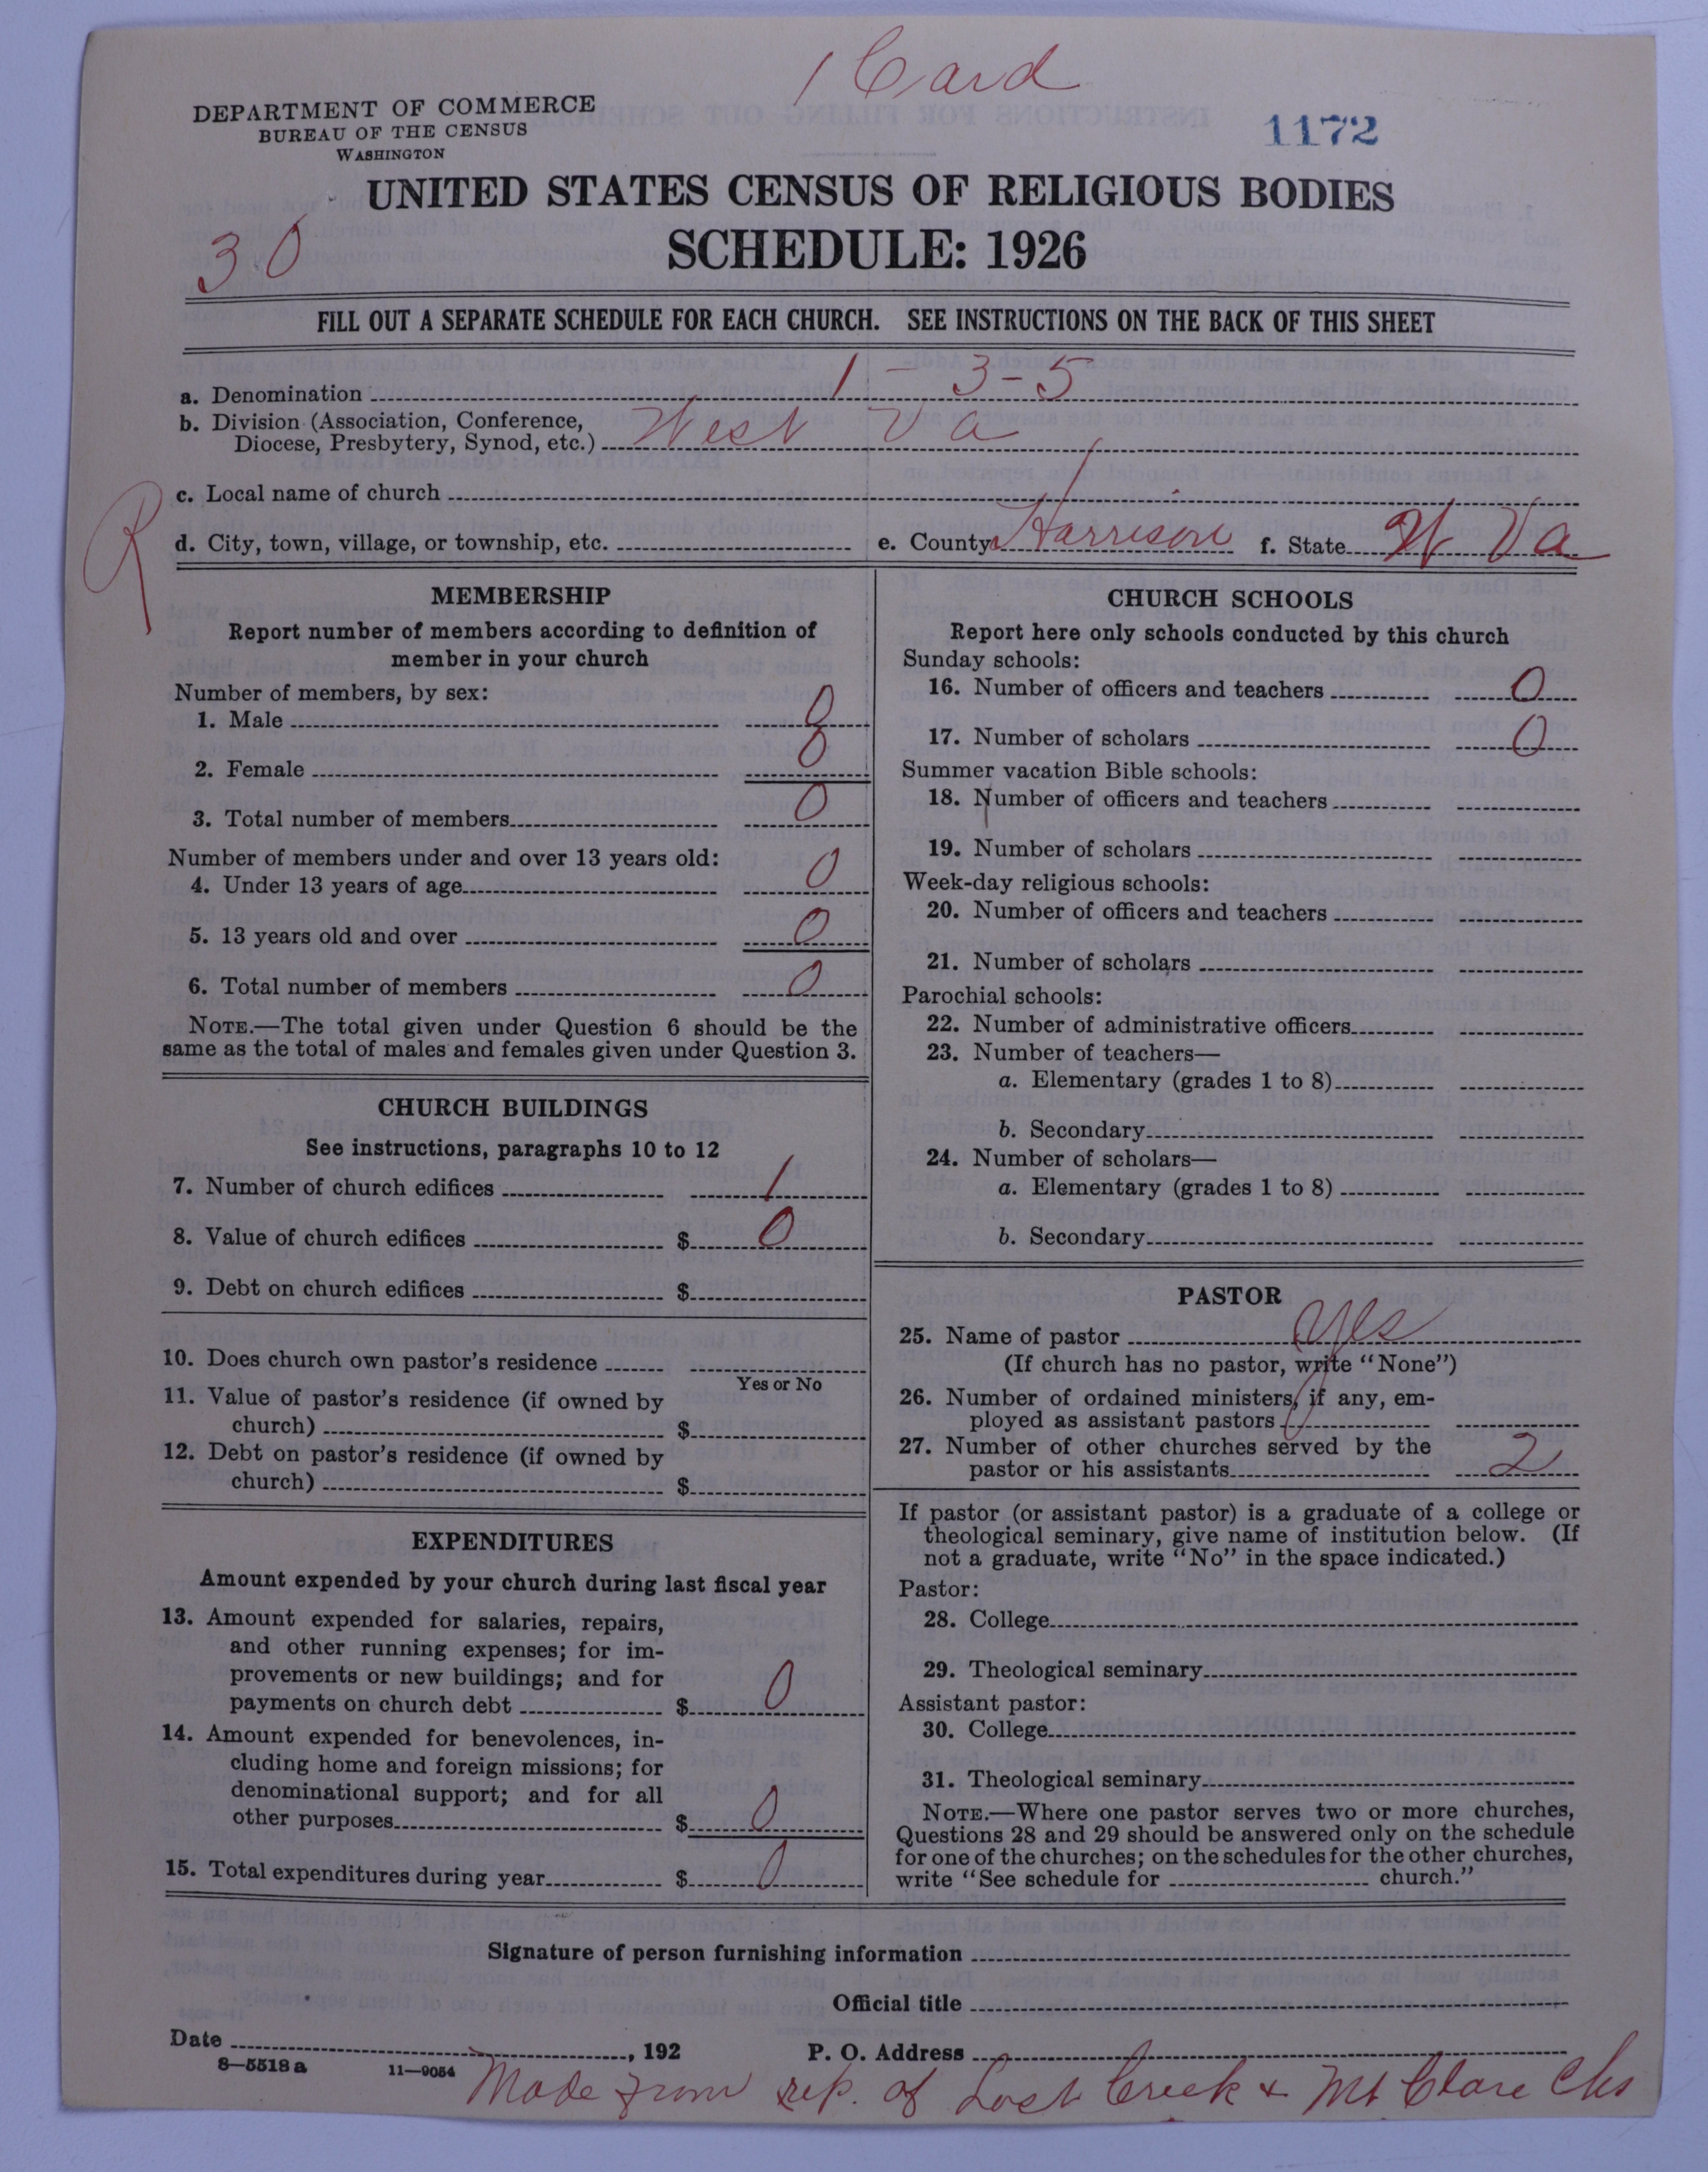 1 Card
DEPARTMENT OF COMMERCE
BUREAU OF THE CENSUS
WASHINGTON
1172
UNITED STATES CENSUS OF RELIGIOUS BODIES
SCHEDULE: 1926
30
FILL OUT A SEPARATE SCHEDULE FOR EACH CHURCH. SEE INSTRUCTIONS ON THE BACK OF THIS SHEET
a. Denomination 1 - 3-5
b. Division (Association, Conference,
Diocese, Presbytery, Synod, etc.) West Va
c. Local name of church 1
R
d. City, town, village, or township, etc. e. County Harrison f. State W Va
MEMBERSHIP
Report number of members according to definition of
member in your church
Number of members, by sex:
1. Male 0
2. Female 0
3. Total number of members 0
Number of members under and over 13 years old:
4. Under 13 years of age 0
5. 13 years old and over 0
6. Total number of members 0
NOTE.—The total given under Question 6 should be the
same as the total of males and females given under Question 3.
CHURCH BUILDINGS
See instructions, paragraphs 10 to 12
7. Number of church edifices 1
8. Value of church edifices $ 0
9. Debt on church edifices $
10. Does church own pastor's residence
Yes or No
11. Value of pastor's residence (if owned by
church) $
12. Debt on pastor's residence (if owned by
church) $
EXPENDITURES
Amount expended by your church during last fiscal year
13. Amount expended for salaries, repairs,
and other running expenses; for im-
provements or new buildings; and for
payments on church debt $ 0
14. Amount expended for benevolences, in-
cluding home and foreign missions; for
denominational support; and for all
other purposes $ 0
15. Total expenditures during year $ 0
CHURCH SCHOOLS
Report here only schools conducted by this church
Sunday schools:
16. Number of officers and teachers 0
17. Number of scholars 0
Summer vacation Bible schools:
18. Number of officers and teachers
19. Number of scholars
Week-day religious schools:
20. Number of officers and teachers
21. Number of scholars
Parochial schools:
22. Number of administrative officers
23. Number of teachers—
a. Elementary (grades 1 to 8)
b. Secondary
24. Number of scholars—
a. Elementary (grades 1 to 8)
b. Secondary
PASTOR
25. Name of pastor yes
(If church has no pastor, write "None")
26. Number of ordained ministers, if any, em-
ployed as assistant pastors
27. Number of other churches served by the
pastor or his assistants 2
If pastor (or assistant pastor) is a graduate of a college or
theological seminary, give name of institution below. (If
not a graduate, write "No" in the space indicated.)
Pastor:
28. College
29. Theological seminary
Assistant pastor:
30. College
31. Theological seminary
NOTE.—Where one pastor serves two or more churches,
Questions 28 and 29 should be answered only on the schedule
for one of the churches; on the schedules for the other churches,
write "See schedule for church."
Signature of person furnishing information
Official title
Date , 192 P. O. Address
8—5518 a 11—9054
Made from rep. of Lost Creek & Mt Clare Chs